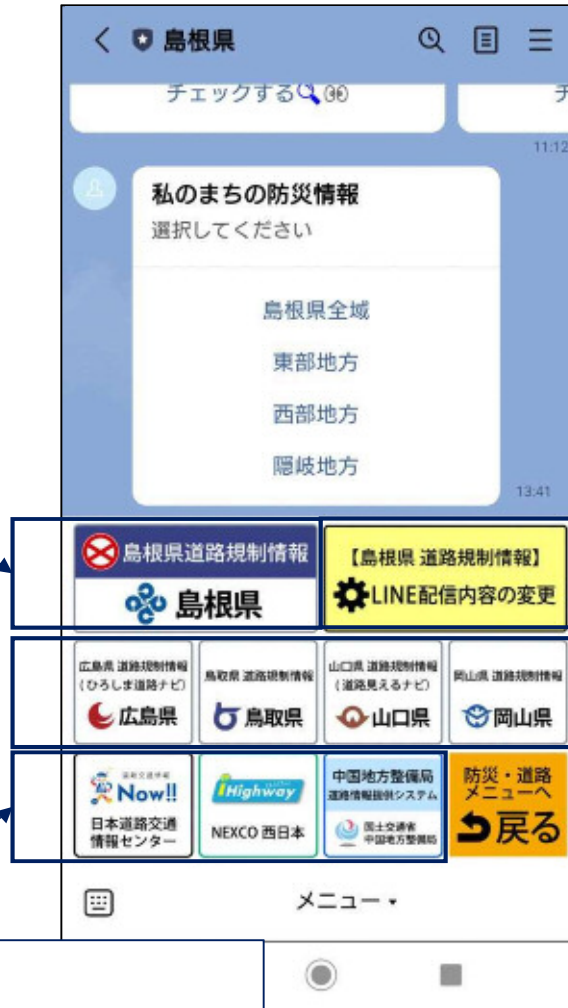 島根県
チェックする
チ
11:12
私のまちの防災情報
選択してください
島根県全域
東部地方
西部地方
隠岐地方
13:41
島根県道路規制情報
島根県
【島根県 道路規制情報】
LINE配信内容の変更
広島県 道路規制情報
(ひろしま道路ナビ)
広島県
鳥取県 道路規制情報
鳥取県
山口県 道路規制情報
(道路見えるナビ)
山口県
岡山県 道路規制情報
岡山県
道路交通情報
Now!!
日本道路交通
情報センター
iHighway
NEXCO 西日本
中国地方整備局
道路情報提供システム
国土交通省
中国地方整備局
防災・道路
メニューへ
戻る
メニュー